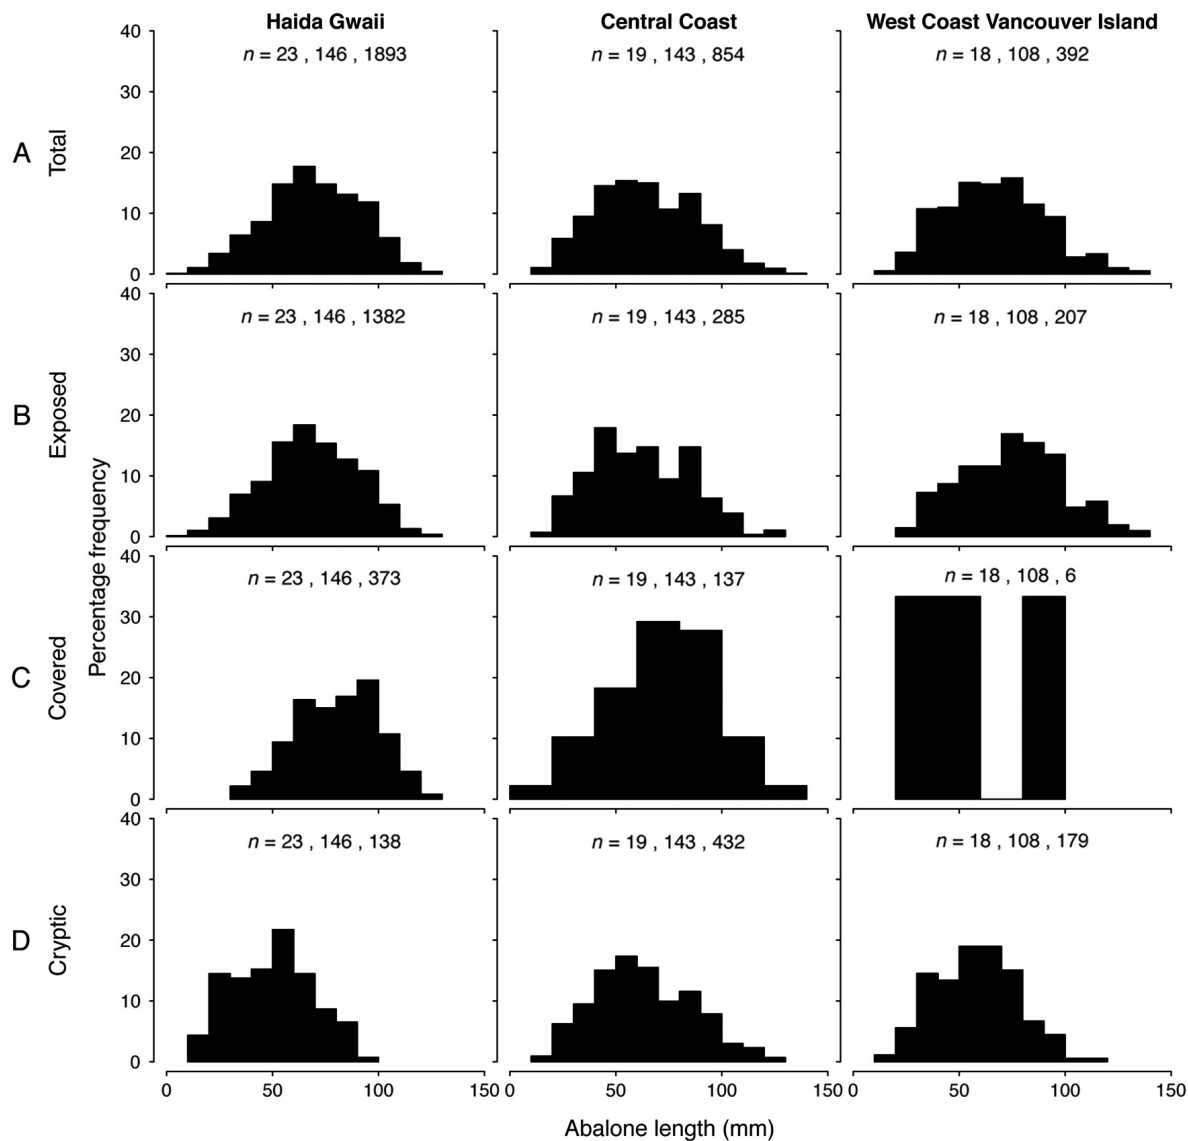 Haida Gwaii Central Coast West Coast Vancouver Island
40
n = 23 , 146 , 1893 n = 19 , 143 , 854 n = 18 , 108 , 392
30
A Total 20
10
0
40
n = 23 , 146 , 1382 n = 19 , 143 , 285 n = 18 , 108 , 207
30
B Exposed 20
10
0
Percentage frequency
40
n = 23 , 146 , 373 n = 19 , 143 , 137 n = 18 , 108 , 6
30
C Covered 20
10
0
40
n = 23 , 146 , 138 n = 19 , 143 , 432 n = 18 , 108 , 179
30
D Cryptic 20
10
0
0 50 100 150 0 50 100 150 0 50 100 150
Abalone length (mm)